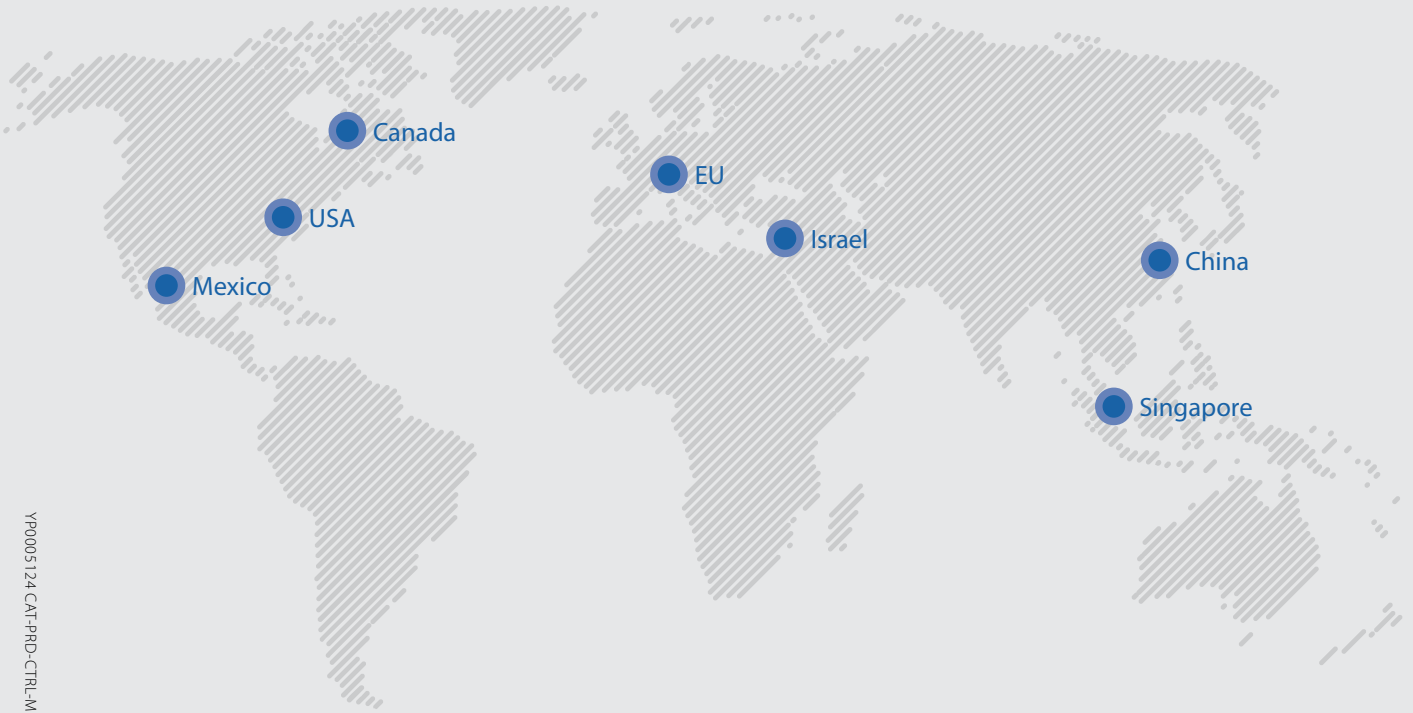 Canada
EU
USA
Israel
China
Mexico
Singapore
YP0005124 CAT-PRD-CTRL-M